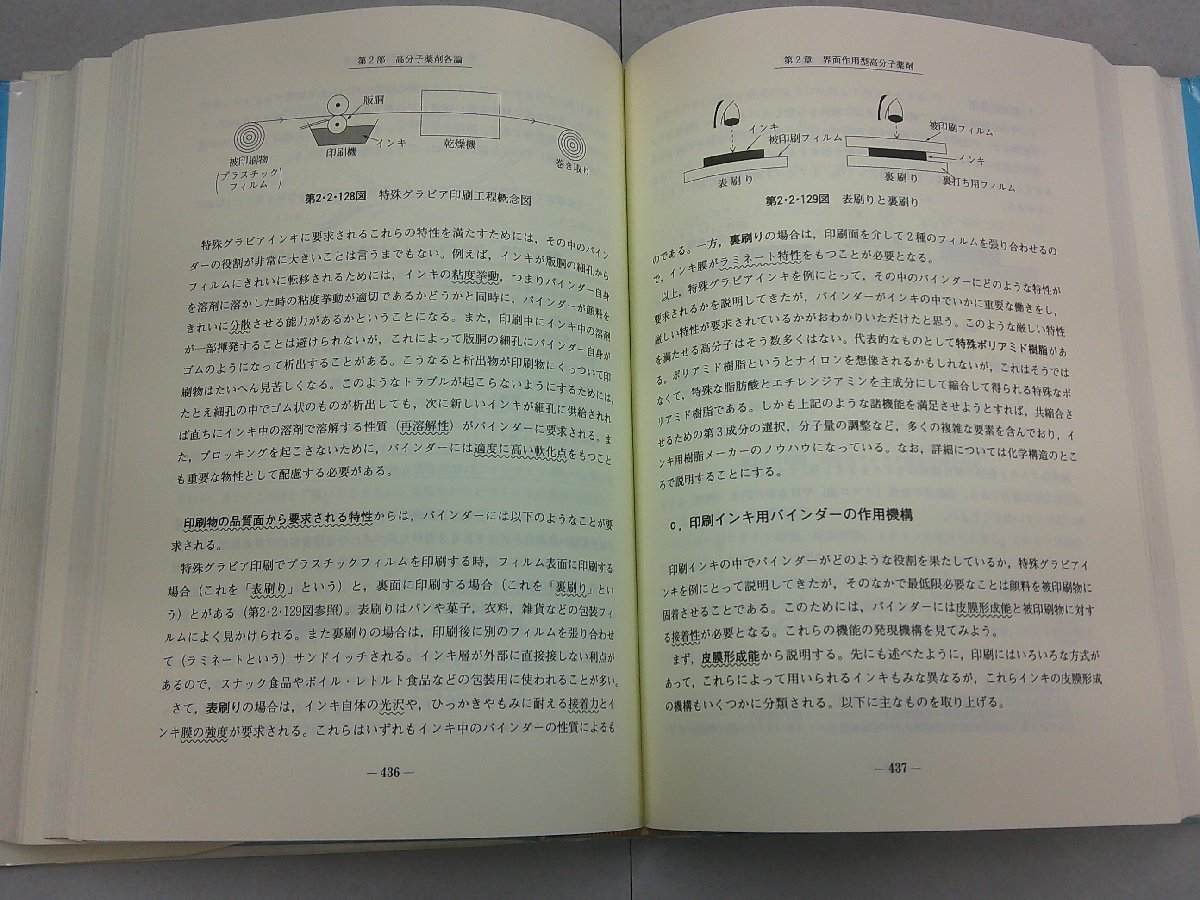 第2部 高分子薬剤各論
版胴
インキ
被印刷物
(プラスチック
フィルム)
印刷機
乾燥機
巻き取り
第2・2・128図 特殊グラビア印刷工程概念図
特殊グラビアインキに要求されるこれらの特性を満たすためには，その中のバイン
ダーの役割が非常に大きいことは言うまでもない。例えば，インキが版胴の細孔から
フィルムにきれいに転移されるためには，インキの粘度挙動，つまりバインダー自身
を溶剤に溶かした時の粘度挙動が適切であるかどうかと同時に，バインダーが顔料を
きれいに分散させる能力があるかということになる。また，印刷中にインキ中の溶剤
が一部揮発することは避けられないが，これによって版胴の細孔にバインダー自身が
ゴムのようになって析出することがある。こうなると析出物が印刷物にくっついて印
刷物はたいへん見苦しくなる。このようなトラブルが起こらないようにするためには，
たとえ細孔の中でゴム状のものが析出しても，次に新しいインキが細孔に供給されれ
ば直ちにインキ中の溶剤で溶解する性質（再溶解性）がバインダーに要求される。ま
た，ブロッキングを起こさないために，バインダーには適度に高い軟化点をもつこと
も重要な物性として配慮する必要がある。
印刷物の品質面から要求される特性からは，バインダーには以下のようなことが要
求される。
特殊グラビア印刷でプラスチックフィルムを印刷する時，フィルム表面に印刷する
場合（これを「表刷り」という）と，裏面に印刷する場合（これを「裏刷り」とい
う）とがある（第2・2・129図参照）。表刷りはパンや菓子，衣料，雑貨などの包装フィ
ルムによく見かけられる。また裏刷りの場合は，印刷後に別のフィルムを張り合わせ
て（ラミネートという）サンドイッチされる。インキ層が外部に直接接しない利点が
あるので，スナック食品やボイル・レトルト食品などの包装用に使われることが多い。
さて，表刷りの場合は，インキ自体の光沢や，ひっかきやもみに耐える接着力とイ
ンキ膜の強度が要求される。これらはいずれもインキ中のバインダーの性質によるも
—436—
第2章 界面作用型高分子薬剤
インキ
被印刷フィルム
表刷り
被印刷フィルム
インキ
裏打ち用フィルム
裏刷り
第2・2・129図 表刷りと裏刷り
のである。一方，裏刷りの場合は，印刷面を介して2種のフィルムを張り合わせるの
で，インキ膜がラミネート特性をもつことが必要となる。
以上，特殊グラビアインキを例にとって，その中のバインダーにどのような特性が
要求されるかを説明してきたが，バインダーがインキの中でいかに重要な働きをし，
厳しい特性が要求されているかがおわかりいただけたと思う。このような厳しい特性
を満たせる高分子はそう数多くはない。代表的なものとして特殊ポリアミド樹脂があ
る。ポリアミド樹脂というとナイロンを想像されるかもしれないが，これはそうでは
なくて，特殊な脂肪酸とエチレンジアミンを主成分にして縮合して得られる特殊なポ
リアミド樹脂である。しかも上記のような諸機能を満足させようとすれば，共縮合さ
せるための第3成分の選択，分子量の調整など，多くの複雑な要素を含んでおり，イ
ンキ用樹脂メーカーのノウハウになっている。なお，詳細については化学構造のとこ
ろで説明することにする。
c．印刷インキ用バインダーの作用機構
印刷インキの中でバインダーがどのような役割を果たしているか，特殊グラビアイ
ンキを例にとって説明してきたが，そのなかで最低限必要なことは顔料を被印刷物に
固着させることである。このためには，バインダーには皮膜形成能と被印刷物に対す
る接着性が必要となる。これらの機能の発現機構を見てみよう。
まず，皮膜形成能から説明する。先にも述べたように，印刷にはいろいろな方式が
あって，これらによって用いられるインキもみな異なるが，これらインキの皮膜形成
の機構もいくつかに分類される。以下に主なものを取り上げる。
—437—